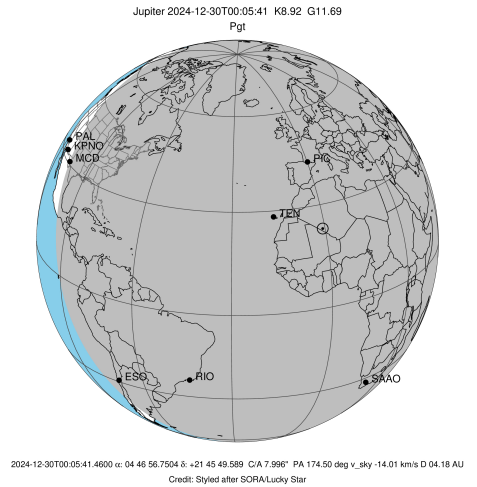 Jupiter 2024-12-30T00:05:41 K8.92 G11.69
Pgt
PAL
KPNO
MCD
PIC
TEN
ESO
RIO
SAAO
2024-12-30T00:05:41.4600 α: 04 46 56.7504 δ: +21 45 49.589 C/A 7.996" PA 174.50 deg v_sky -14.01 km/s D 04.18 AU
Credit: Styled after SORA/Lucky Star